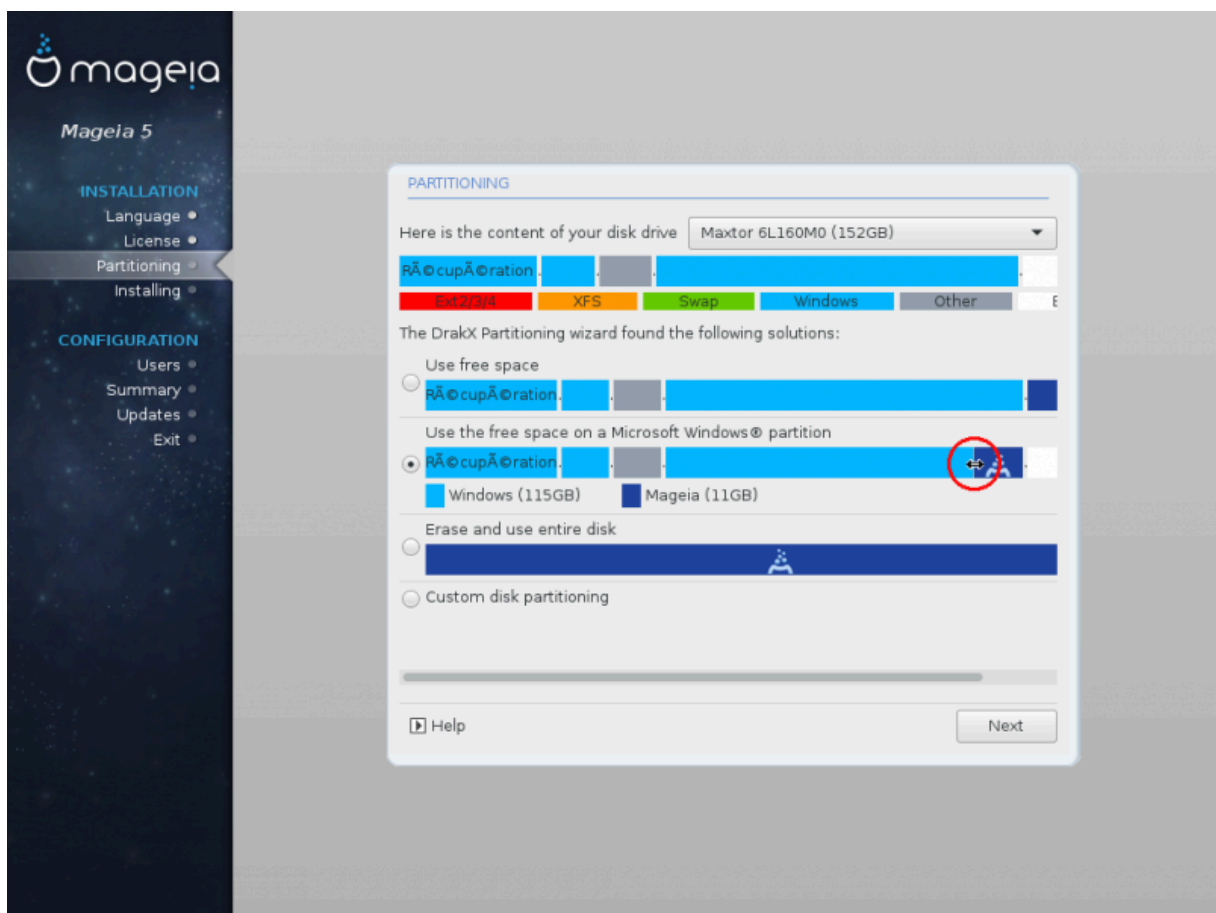 mageia
Mageia 5
INSTALLATION
Language
License
Partitioning
Installing
CONFIGURATION
Users
Summary
Updates
Exit
PARTITIONING
Here is the content of your disk drive Maxtor 6L160M0 (152GB)
RÃ©cupÃ©ration
Ext2/3/4 XFS Swap Windows Other E
The DrakX Partitioning wizard found the following solutions:
Use free space
RÃ©cupÃ©ration
Use the free space on a Microsoft Windows® partition
RÃ©cupÃ©ration
Windows (115GB) Mageia (11GB)
Erase and use entire disk
Custom disk partitioning
Help Next